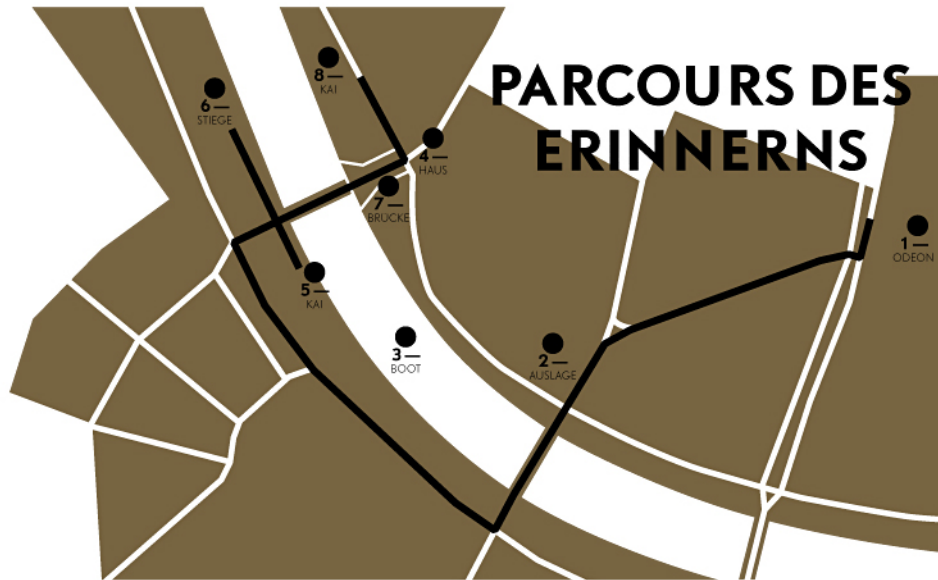 PARCOURS DES
ERINNERNS
8 —
KAI
6 —
STIEGE
4 —
HAUS
7 —
BRÜCKE
1 —
ODEON
5 —
KAI
3 —
BOOT
2 —
AUSLAGE